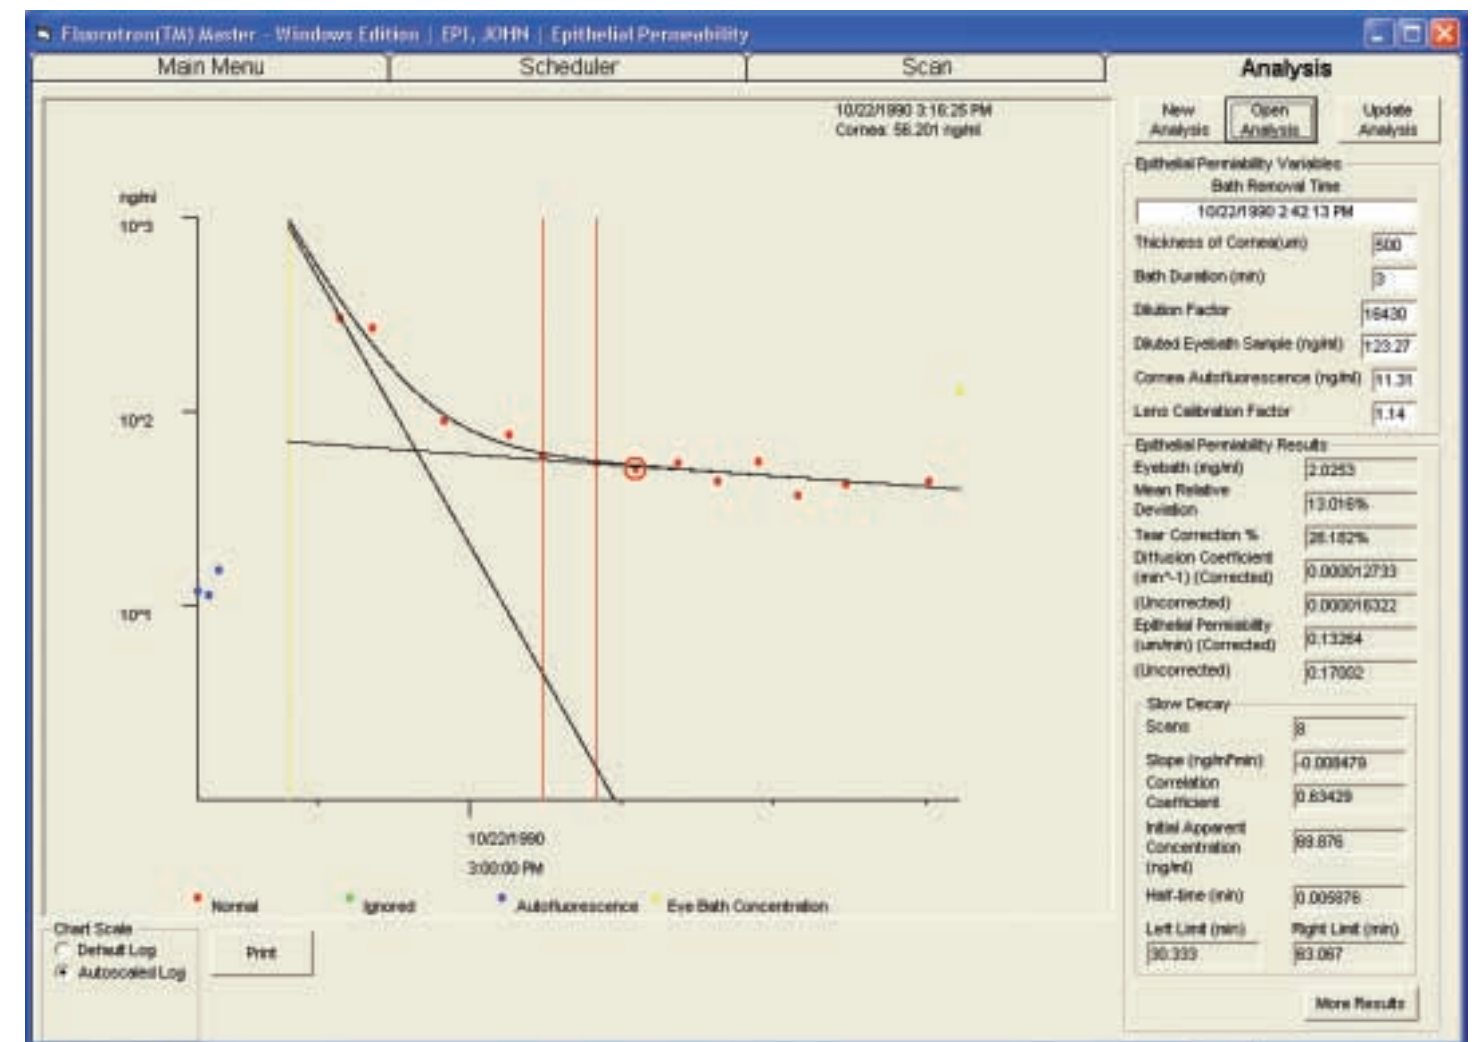 Fluorotron(TM) Master - Windows Edition | EPI, JOHN | Epithelial Permeability
Main Menu
Scheduler
Scan
Analysis
10/22/1990 3:16:25 PM
Cornea: 56.201 ng/ml
ng/ml
10^3
10^2
10^1
10/22/1990
3:00:00 PM
Normal
Ignored
Autofluorescence
Eye Bath Concentration
Chart Scale
Default Log
Autoscaled Log
Print
New
Analysis
Open
Analysis
Update
Analysis
Epithelial Permiability Variables
Bath Removal Time
10/22/1990 2:42:13 PM
Thickness of Cornea(um) 500
Bath Duration (min) 3
Dilution Factor 16430
Diluted Eyebath Sample (ng/ml) 123.27
Cornea Autofluorescence (ng/ml) 11.31
Lens Calibration Factor 1.14
Epithelial Permiability Results
Eyebath (mg/ml) 2.0253
Mean Relative
Deviation 13.016%
Tear Correction % 28.182%
Diffusion Coefficient
(min^-1) (Corrected) 0.000012733
(Uncorrected) 0.000016322
Epithelial Permiability
(um/min) (Corrected) 0.13264
(Uncorrected) 0.17002
Slow Decay
Scans 8
Slope (ng/ml*min) -0.008479
Correlation
Coefficient 0.63429
Initial Apparent
Concentration
(ng/ml) 69.876
Half-time (min) 0.005876
Left Limit (min) Right Limit (min)
30.333 63.067
More Results